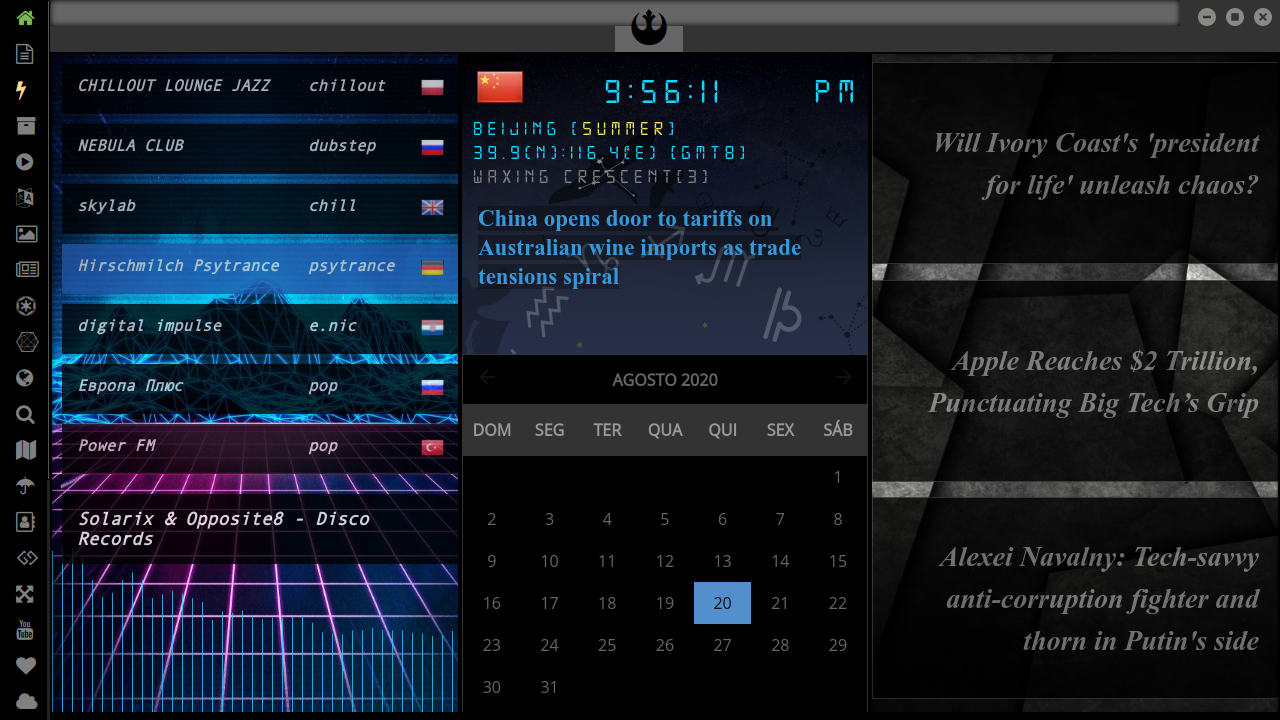 CHILLOUT LOUNGE JAZZ chillout
NEBULA CLUB dubstep
skylab chill
Hirschmilch Psytrance psytrance
digital impulse e.nic
Европа Плюс pop
Power FM pop
Solarix & Opposite8 - Disco
Records
You
Tube
9:56:11 PM
BEIJING (SUMMER)
39.9(N):116.4(E) (GMT8)
WAXING CRESCENT(3)
China opens door to tariffs on
Australian wine imports as trade
tensions spiral
AGOSTO 2020
DOM SEG TER QUA QUI SEX SÁB
1
2 3 4 5 6 7 8
9 10 11 12 13 14 15
16 17 18 19 20 21 22
23 24 25 26 27 28 29
30 31
Will Ivory Coast's 'president
for life' unleash chaos?
Apple Reaches $2 Trillion,
Punctuating Big Tech’s Grip
Alexei Navalny: Tech-savvy
anti-corruption fighter and
thorn in Putin's side